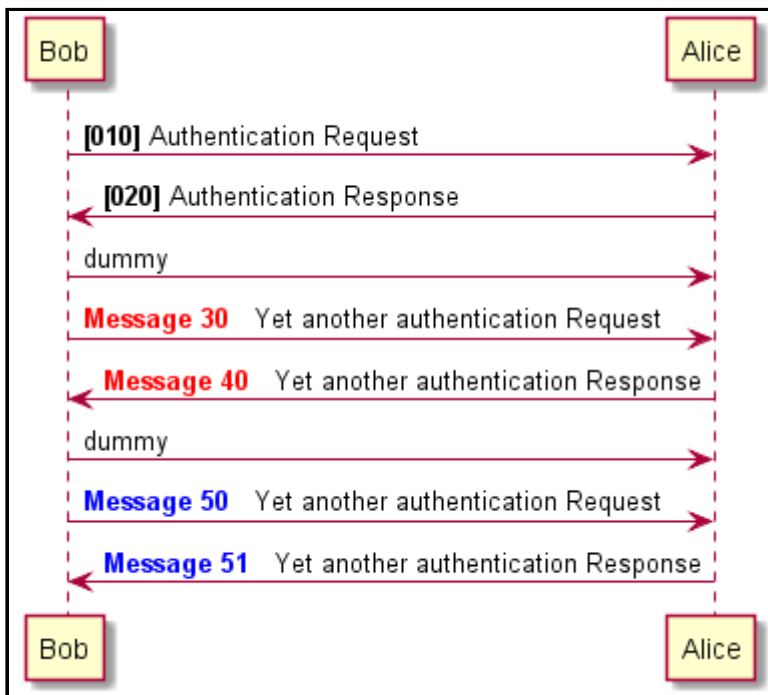 Bob Alice
[010] Authentication Request
[020] Authentication Response
dummy
Message 30 Yet another authentication Request
Message 40 Yet another authentication Response
dummy
Message 50 Yet another authentication Request
Message 51 Yet another authentication Response
Bob Alice